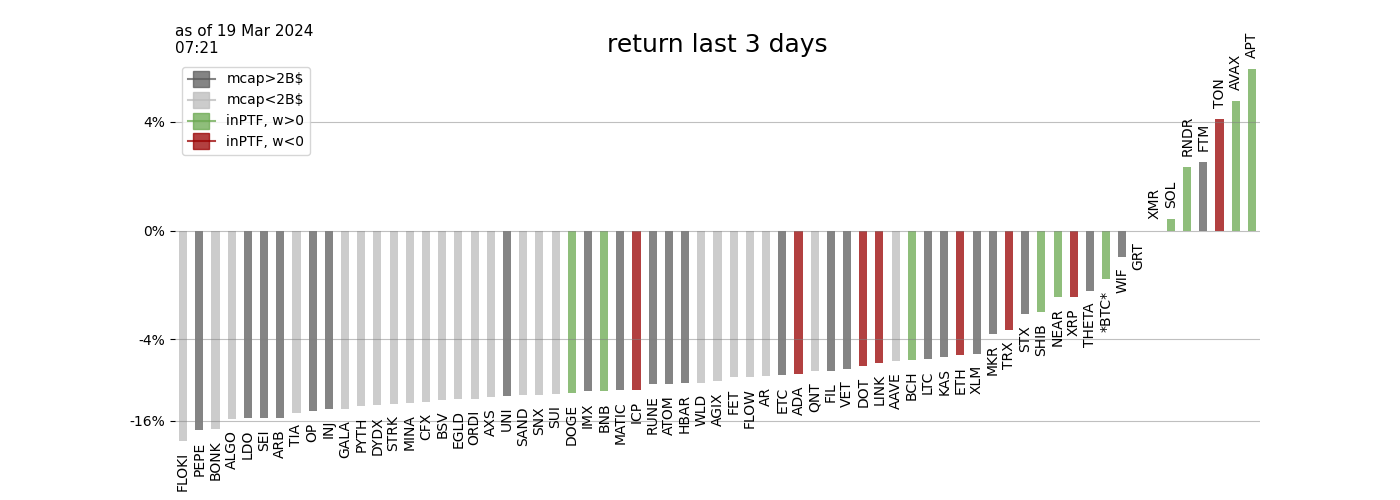 as of 19 Mar 2024
07:21
return last 3 days
mcap>2B$
mcap<2B$
inPTF, w>0
inPTF, w<0
4%
0%
-4%
-16%
FLOKI
PEPE
BONK
ALGO
LDO
SEI
ARB
TIA
OP
INJ
GALA
PYTH
DYDX
STRK
MINA
CFX
BSV
EGLD
ORDI
AXS
UNI
SAND
SNX
SUI
DOGE
IMX
BNB
MATIC
ICP
RUNE
ATOM
HBAR
WLD
AGIX
FET
FLOW
AR
ETC
ADA
QNT
FIL
VET
DOT
LINK
AAVE
BCH
LTC
KAS
ETH
XLM
MKR
TRX
STX
SHIB
NEAR
XRP
THETA
*BTC*
WIF
GRT
XMR
SOL
RNDR
FTM
TON
AVAX
APT